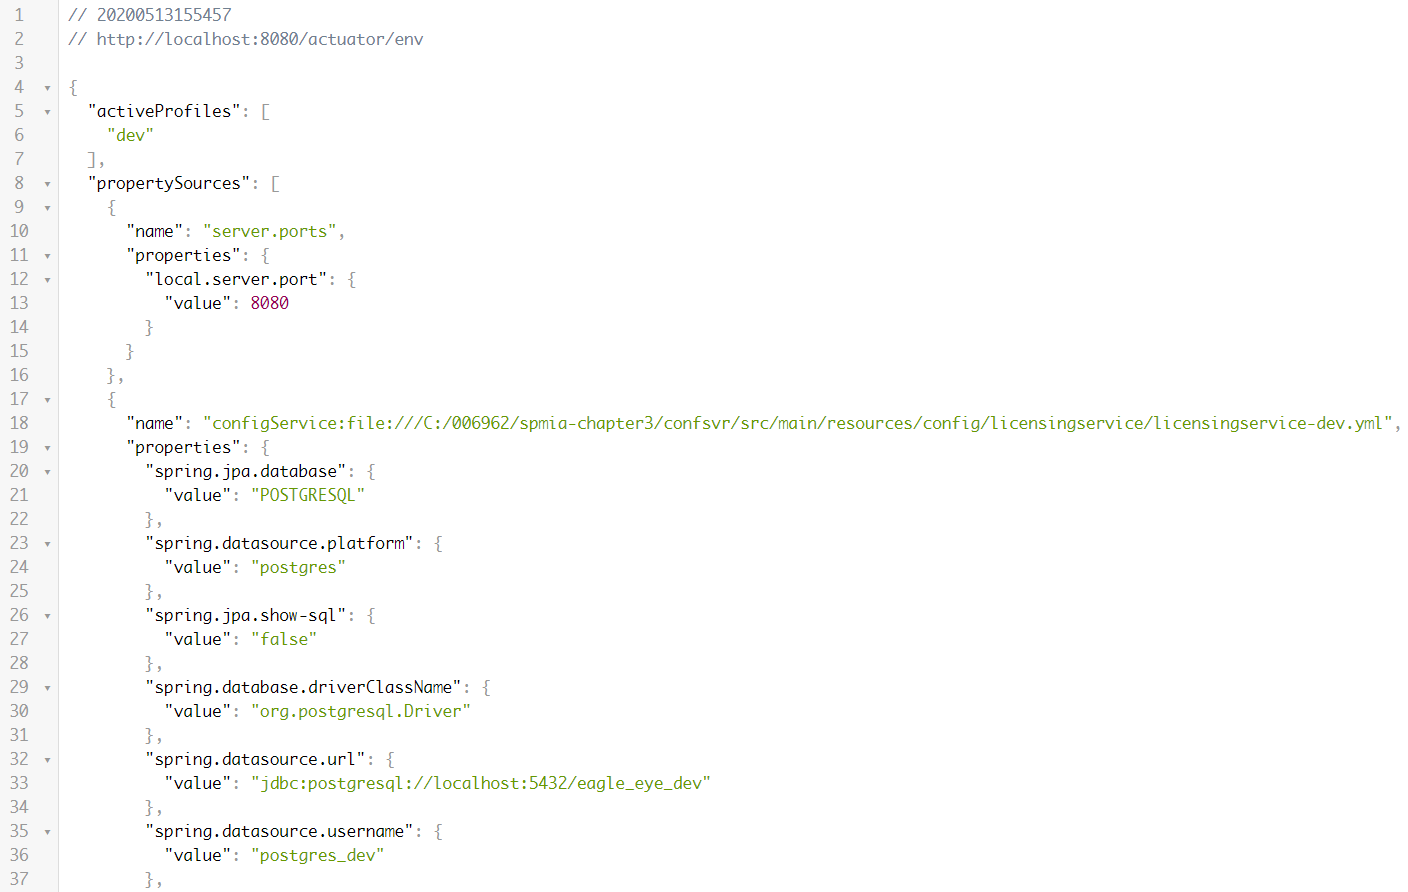 1 // 20200513155457
2 // http://localhost:8080/actuator/env
3
4 {
5 "activeProfiles": [
6 "dev"
7 ],
8 "propertySources": [
9 {
10 "name": "server.ports",
11 "properties": {
12 "local.server.port": {
13 "value": 8080
14 }
15 }
16 },
17 {
18 "name": "configService:file:///C:/006962/spmia-chapter3/confsvr/src/main/resources/config/licensingservice/licensingservice-dev.yml",
19 "properties": {
20 "spring.jpa.database": {
21 "value": "POSTGRESQL"
22 },
23 "spring.datasource.platform": {
24 "value": "postgres"
25 },
26 "spring.jpa.show-sql": {
27 "value": "false"
28 },
29 "spring.database.driverClassName": {
30 "value": "org.postgresql.Driver"
31 },
32 "spring.datasource.url": {
33 "value": "jdbc:postgresql://localhost:5432/eagle_eye_dev"
34 },
35 "spring.datasource.username": {
36 "value": "postgres_dev"
37 },